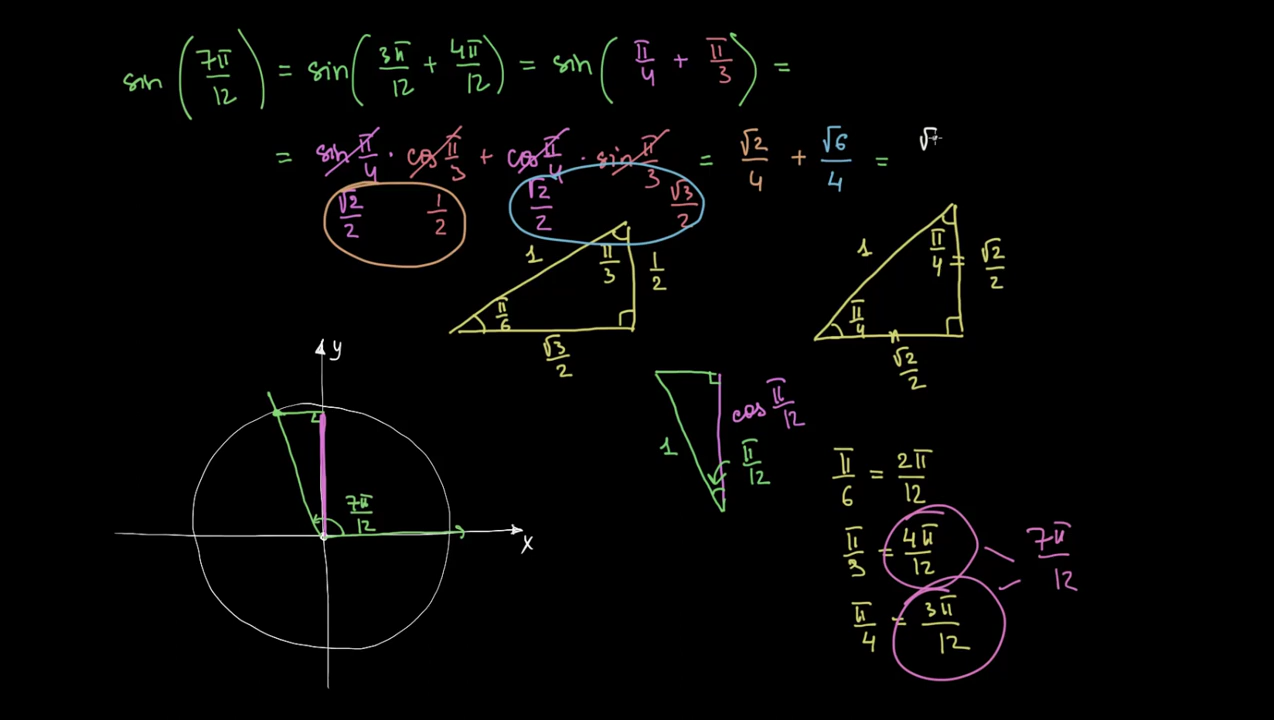 sin(7π/12) = sin(3π/12 + 4π/12) = sin(π/4 + π/3) =
= sin π/4 · cos π/3 + cos π/4 · sin π/3 = √2/4 + √6/4 = √
√2/2 1/2 √2/2 √3/2
1 π/3 1/2 π/6 √3/2
1 π/4 √2/2 π/4 √2/2
y
7π/12
x
cos π/12
1 π/12
π/6 = 2π/12
π/3 = 4π/12
7π/12
π/4 = 3π/12